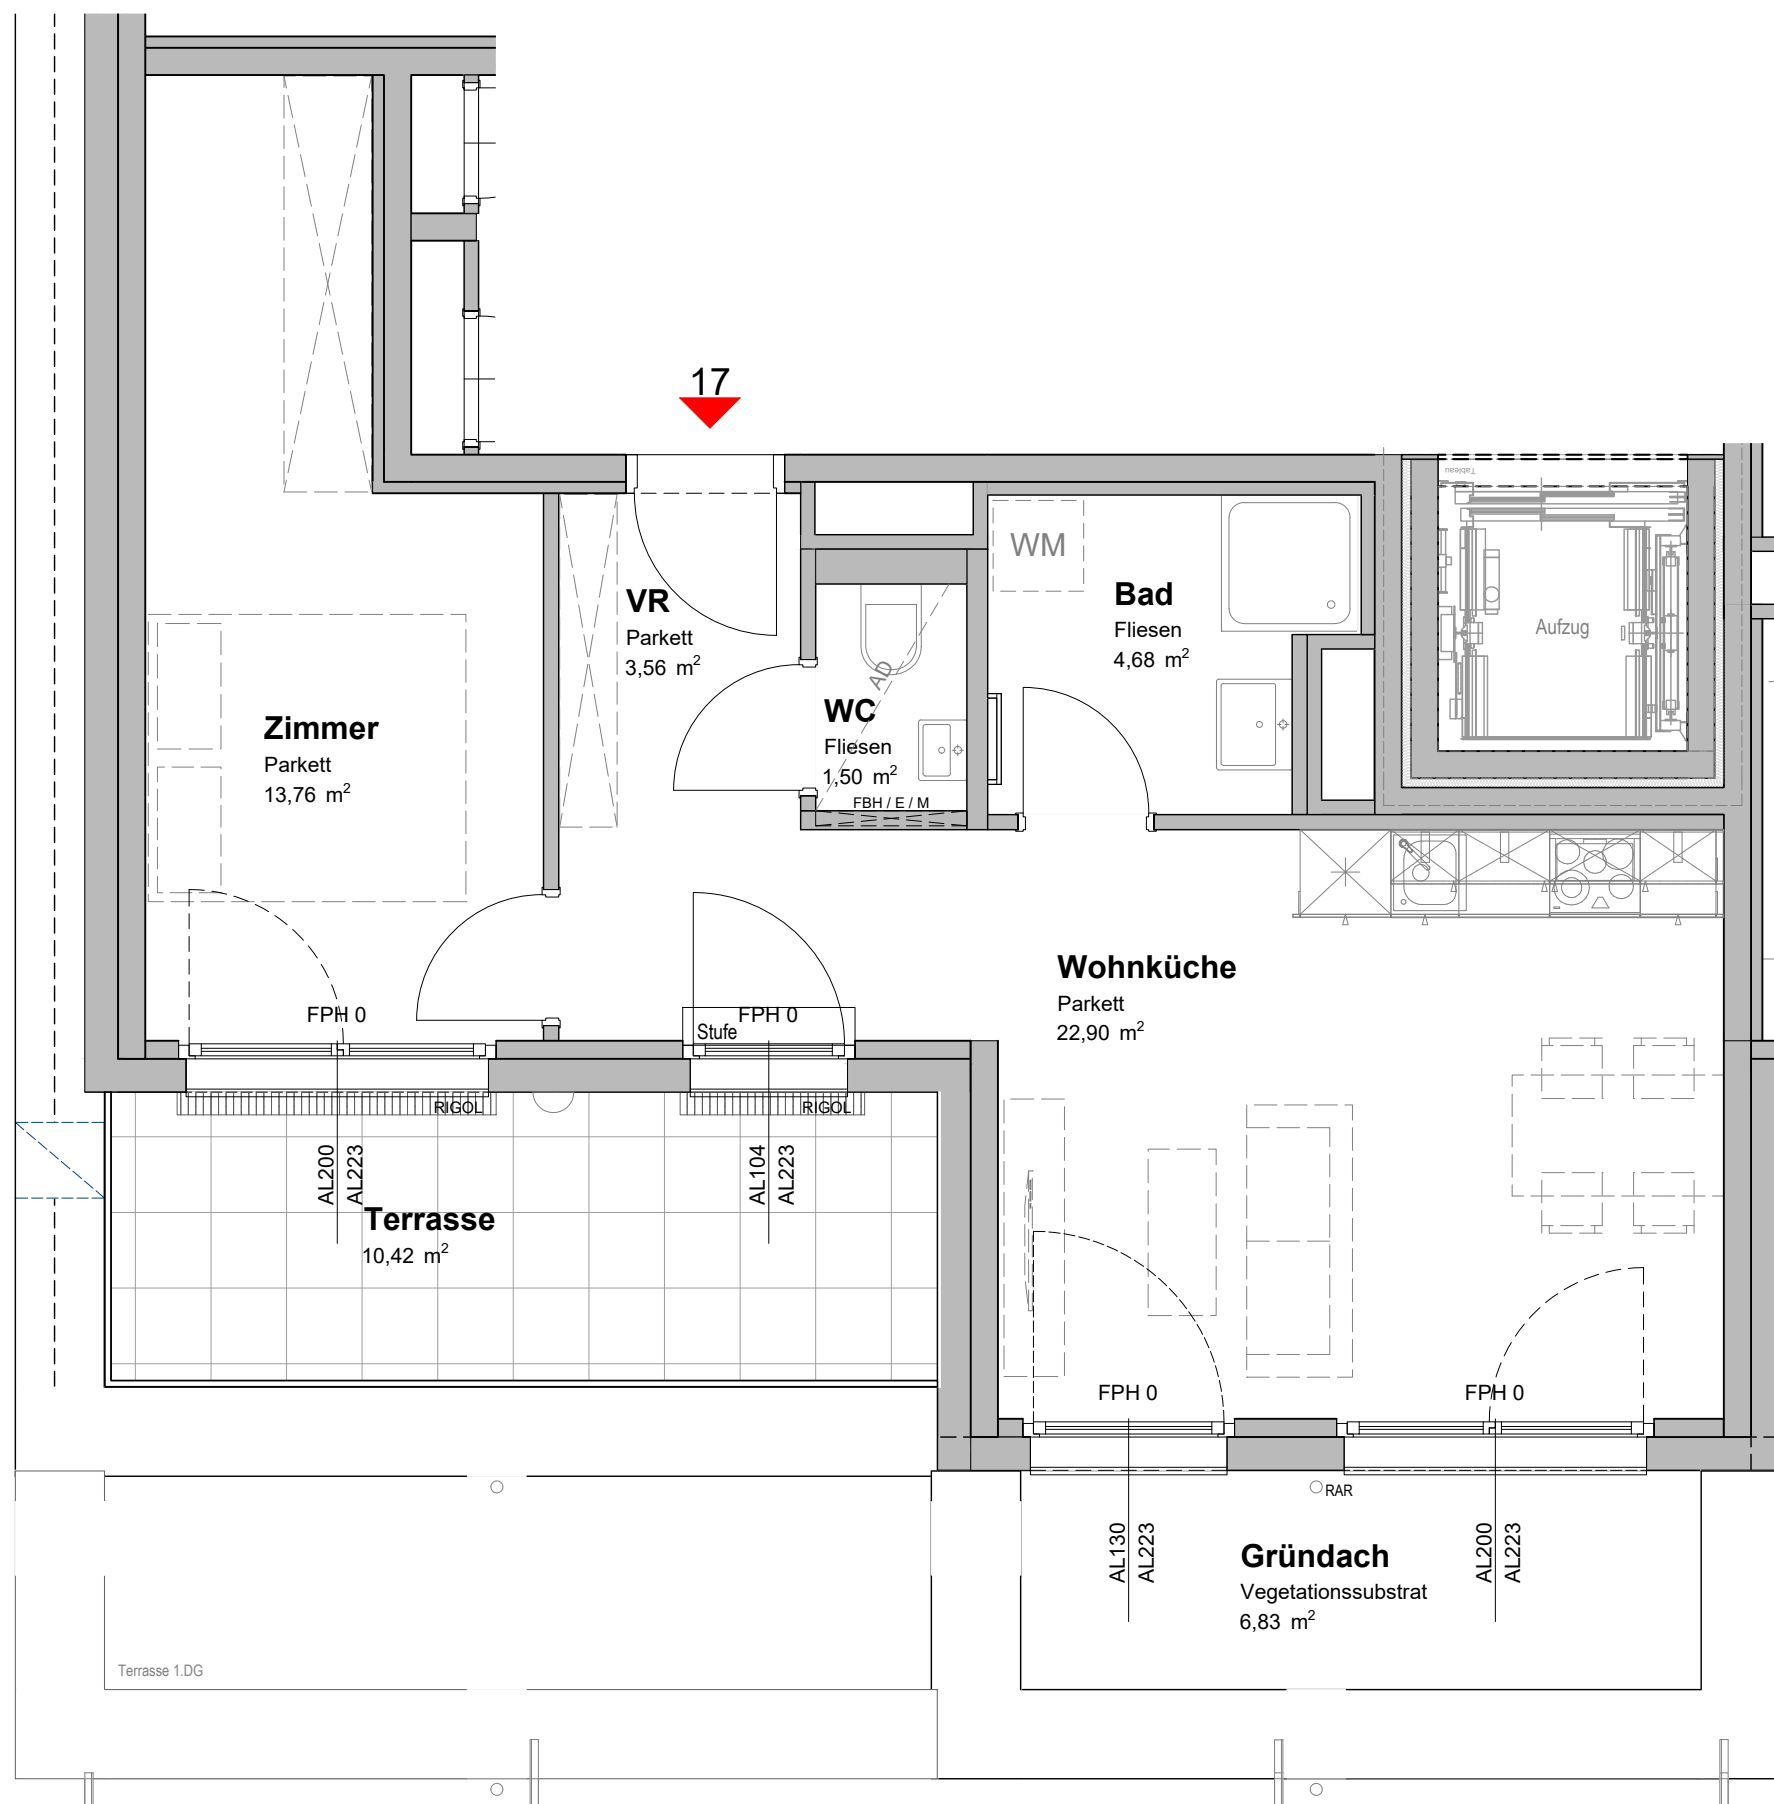 17
Tableau
WM
VR
Parkett
3,56 m²
Bad
Fliesen
4,68 m²
Aufzug
AD
WC
Fliesen
1,50 m²
FBH / E / M
Zimmer
Parkett
13,76 m²
Wohnküche
Parkett
22,90 m²
FPH 0
FPH 0
Stufe
RIGOL
RIGOL
AL200
AL223
AL104
AL223
Terrasse
10,42 m²
FPH 0
FPH 0
RAR
AL130
AL223
AL200
AL223
Gründach
Vegetationssubstrat
6,83 m²
Terrasse 1.DG